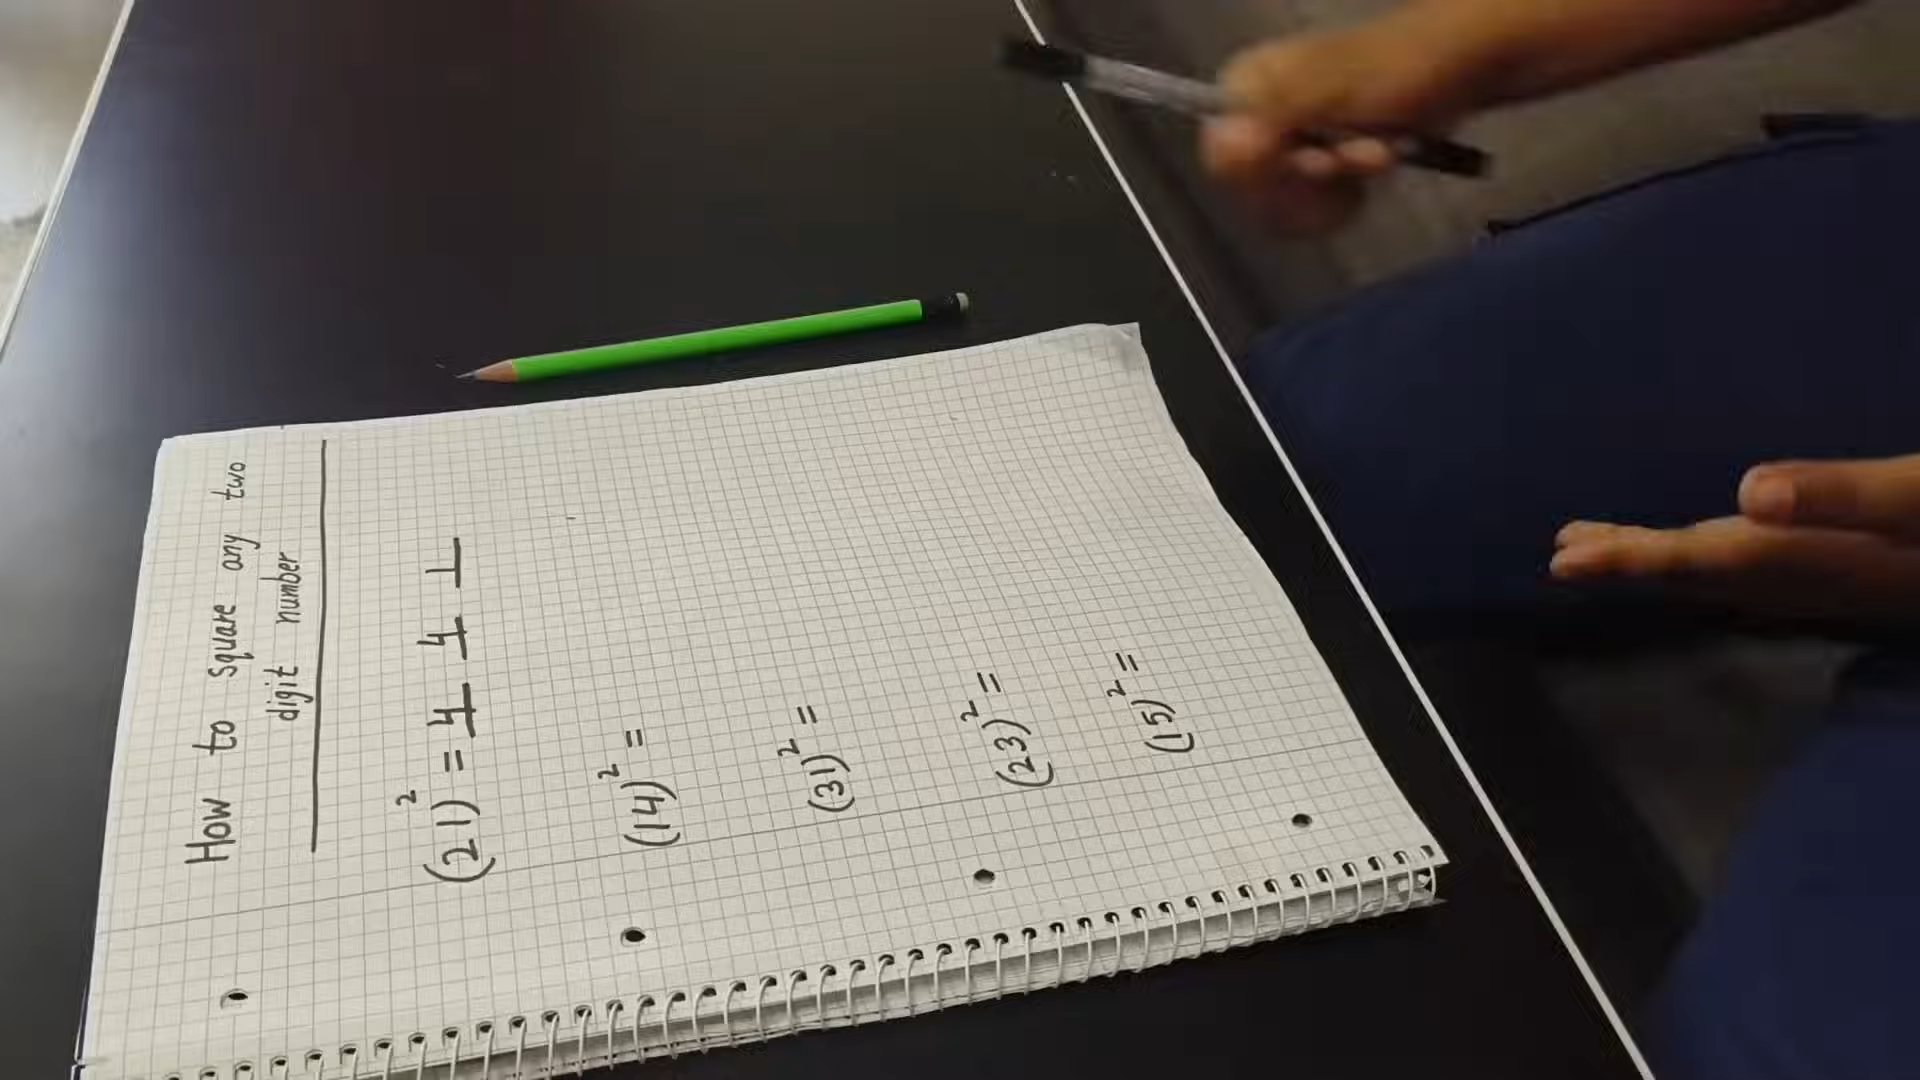 How to square any two
digit number
(21)² = 4 4 1
(14)² =
(31)² =
(23)² =
(15)² =